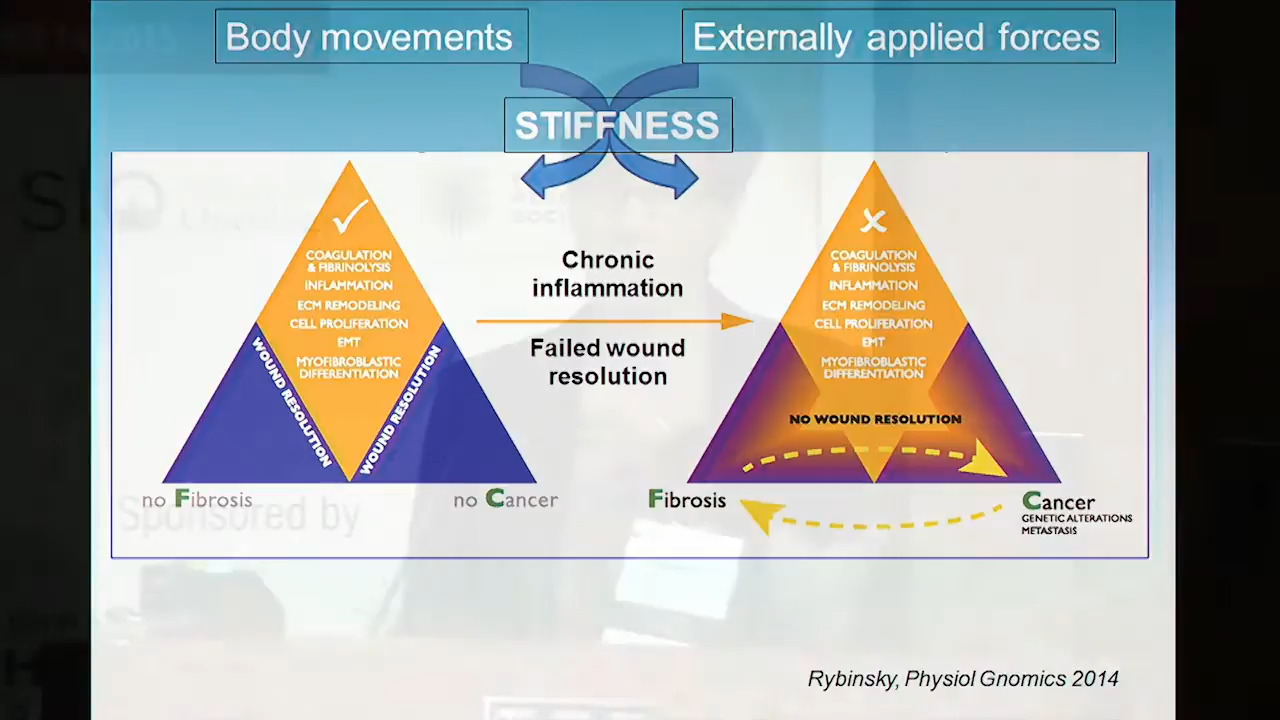 Body movements
Externally applied forces
STIFFNESS
COAGULATION
& FIBRINOLYSIS
INFLAMMATION
ECM REMODELING
CELL PROLIFERATION
EMT
MYOFIBROBLASTIC
DIFFERENTIATION
WOUND RESOLUTION
WOUND RESOLUTION
no Fibrosis
no Cancer
Chronic
inflammation
Failed wound
resolution
COAGULATION
& FIBRINOLYSIS
INFLAMMATION
ECM REMODELING
CELL PROLIFERATION
EMT
MYOFIBROBLASTIC
DIFFERENTIATION
NO WOUND RESOLUTION
Fibrosis
Cancer
GENETIC ALTERATIONS
METASTASIS
Sponsored by
Rybinsky, Physiol Gnomics 2014